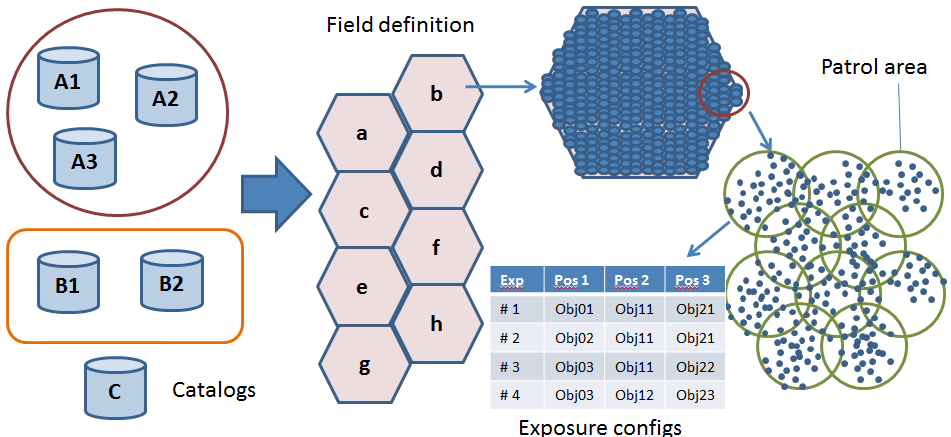 Field definition
Patrol area
A1
A2
A3
B1
B2
C
Catalogs
a
b
c
d
e
f
g
h
Exp Pos 1 Pos 2 Pos 3
# 1 Obj01 Obj11 Obj21
# 2 Obj02 Obj11 Obj21
# 3 Obj03 Obj11 Obj22
# 4 Obj03 Obj12 Obj23
Exposure configs